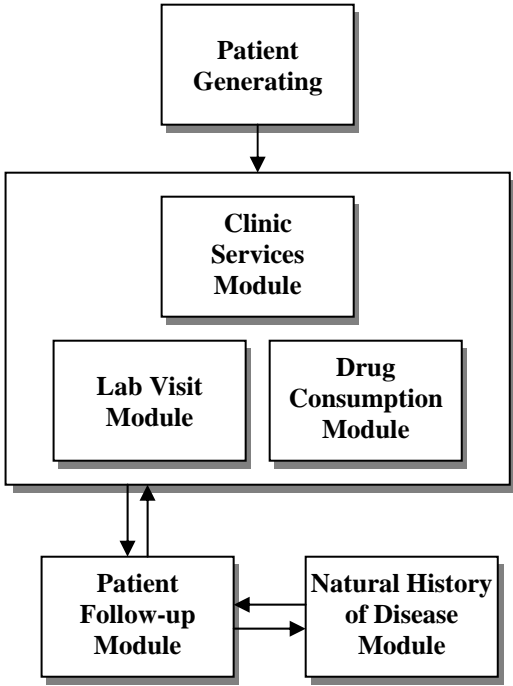 Patient
Generating
Clinic
Services
Module
Lab Visit
Module
Drug
Consumption
Module
Patient
Follow-up
Module
Natural History
of Disease
Module